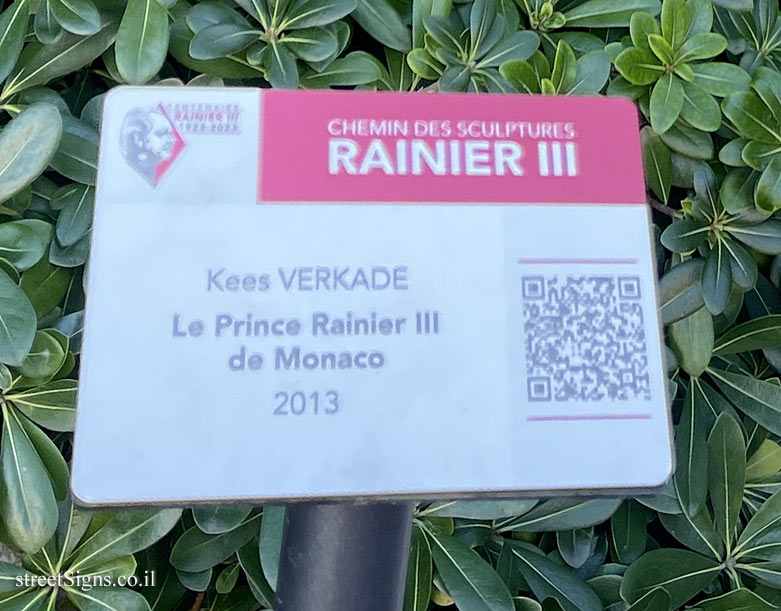 CENTENAIRE
RAINIER III
1923-2023
CHEMIN DES SCULPTURES
RAINIER III
Kees VERKADE
Le Prince Rainier III
de Monaco
2013
streetSigns.co.il